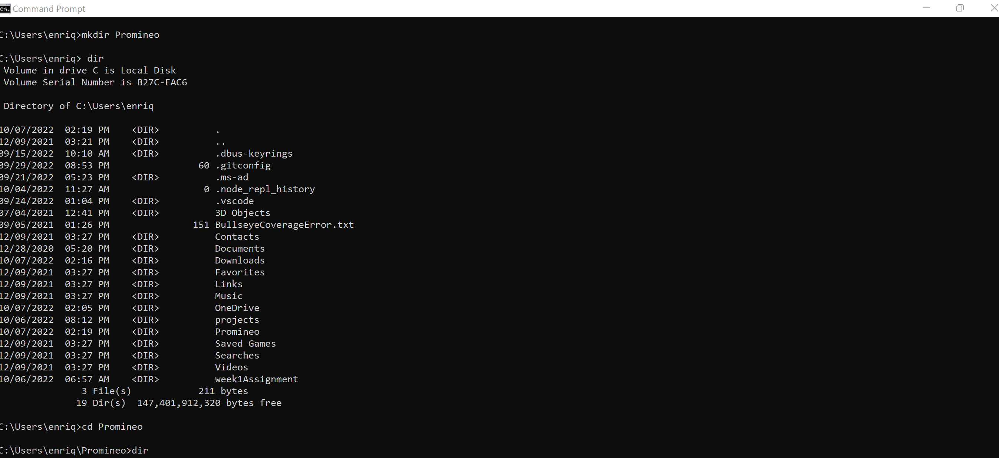 Command Prompt
C:\Users\enriq>mkdir Promineo
C:\Users\enriq> dir
Volume in drive C is Local Disk
Volume Serial Number is B27C-FAC6
Directory of C:\Users\enriq
10/07/2022  02:19 PM    <DIR>          .
12/09/2021  03:21 PM    <DIR>          ..
09/15/2022  10:10 AM    <DIR>          .dbus-keyrings
09/29/2022  08:53 PM                60 .gitconfig
09/21/2022  05:23 PM    <DIR>          .ms-ad
10/04/2022  11:27 AM                 0 .node_repl_history
09/24/2022  01:04 PM    <DIR>          .vscode
07/04/2021  12:41 PM    <DIR>          3D Objects
09/05/2021  01:26 PM               151 BullseyeCoverageError.txt
12/09/2021  03:27 PM    <DIR>          Contacts
12/28/2020  05:20 PM    <DIR>          Documents
10/07/2022  02:16 PM    <DIR>          Downloads
12/09/2021  03:27 PM    <DIR>          Favorites
12/09/2021  03:27 PM    <DIR>          Links
12/09/2021  03:27 PM    <DIR>          Music
10/07/2022  02:05 PM    <DIR>          OneDrive
10/06/2022  08:12 PM    <DIR>          projects
10/07/2022  02:19 PM    <DIR>          Promineo
12/09/2021  03:27 PM    <DIR>          Saved Games
12/09/2021  03:27 PM    <DIR>          Searches
12/09/2021  03:27 PM    <DIR>          Videos
10/06/2022  06:57 AM    <DIR>          week1Assignment
3 File(s)            211 bytes
19 Dir(s)  147,401,912,320 bytes free
C:\Users\enriq>cd Promineo
C:\Users\enriq\Promineo>dir